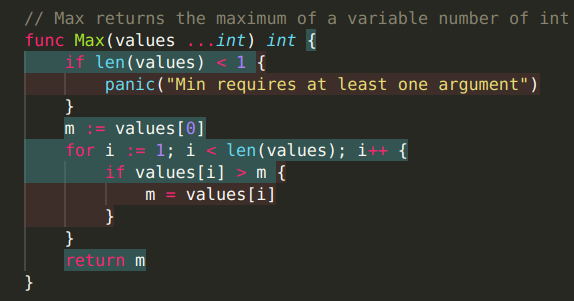 // Max returns the maximum of a variable number of int
func Max(values ...int) int {
if len(values) < 1 {
panic("Min requires at least one argument")
}
m := values[0]
for i := 1; i < len(values); i++ {
if values[i] > m {
m = values[i]
}
}
return m
}